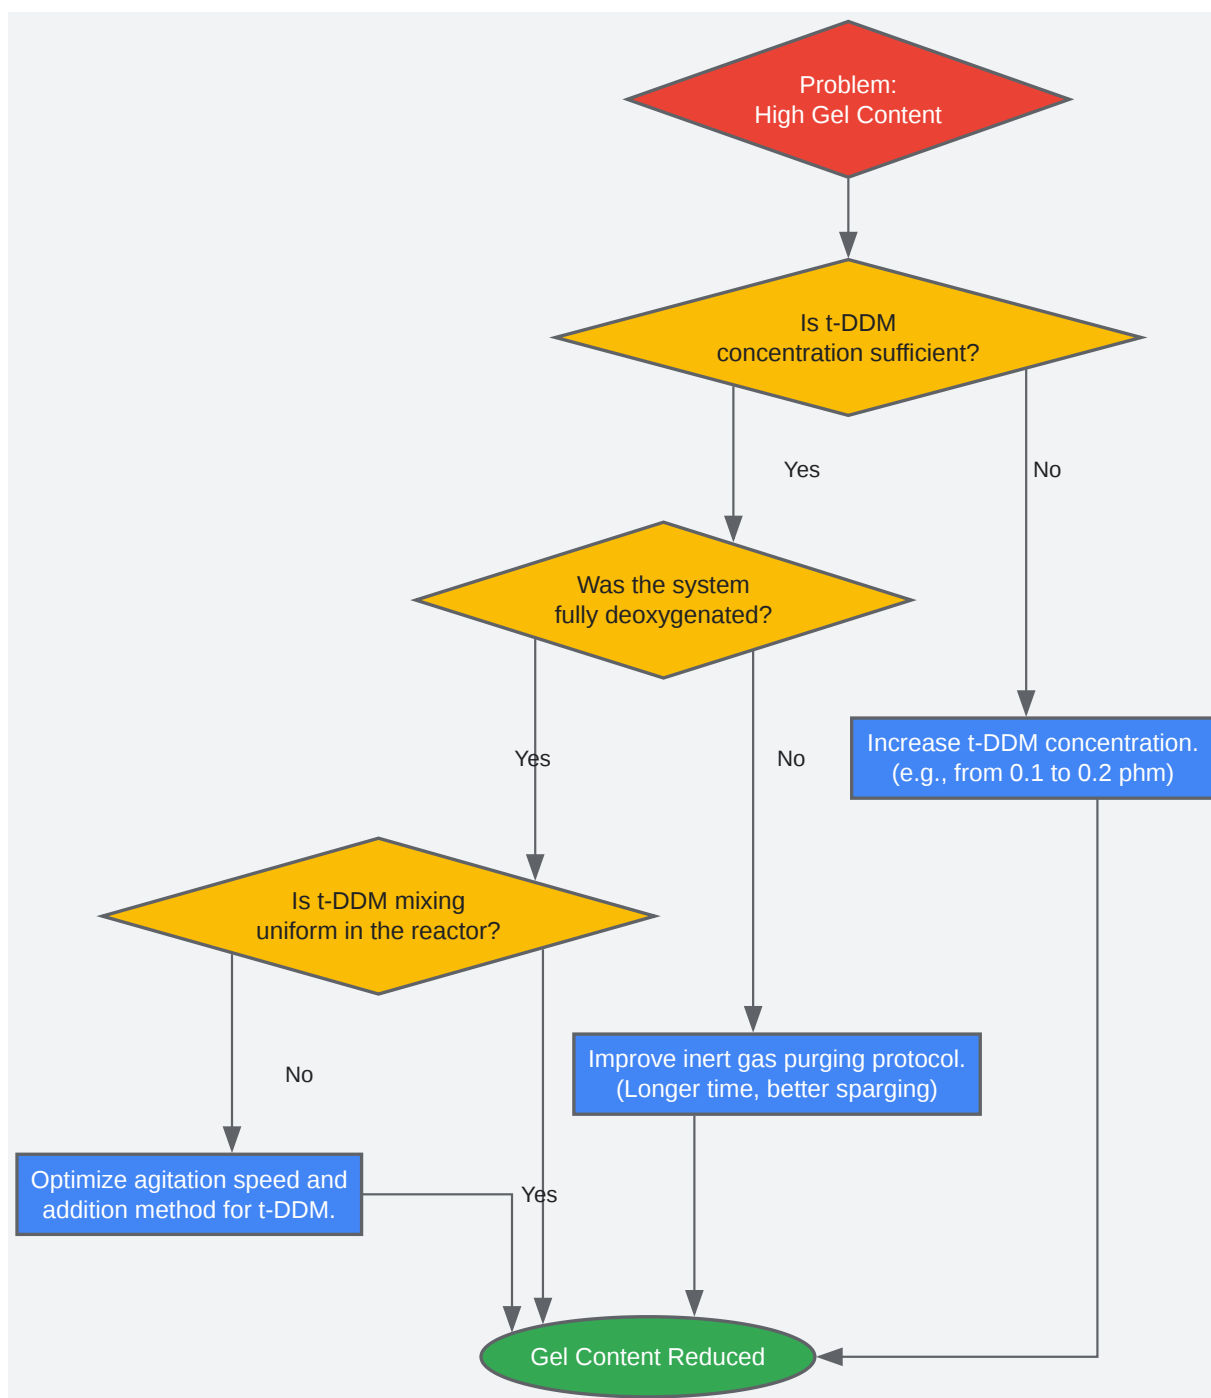 Problem:
High Gel Content
Is t-DDM
concentration sufficient?
Yes
No
Was the system
fully deoxygenated?
Increase t-DDM concentration.
(e.g., from 0.1 to 0.2 phm)
Yes
No
Is t-DDM mixing
uniform in the reactor?
Improve inert gas purging protocol.
(Longer time, better sparging)
No
Optimize agitation speed and
addition method for t-DDM.
Yes
Gel Content Reduced